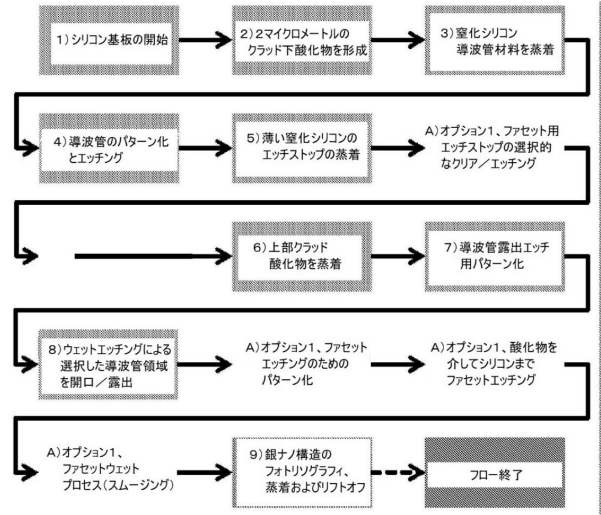 1）シリコン基板の開始
2）2マイクロメートルの
クラッド下酸化物を形成
3）窒化シリコン
導波管材料を蒸着
4）導波管のパターン化
とエッチング
5）薄い窒化シリコンの
エッチストップの蒸着
A）オプション1、ファセット用
エッチストップの選択的
なクリア／エッチング
6）上部クラッド
酸化物を蒸着
7）導波管露出エッチ
用パターン化
8）ウェットエッチングによる
選択した導波管領域
を開口／露出
A）オプション1、ファセット
エッチングのための
パターン化
A）オプション1、酸化物を
介してシリコンまで
ファセットエッチング
A）オプション1、
ファセットウェット
プロセス（スムージング）
9）銀ナノ構造の
フォトリソグラフィ、
蒸着およびリフトオフ
フロー終了